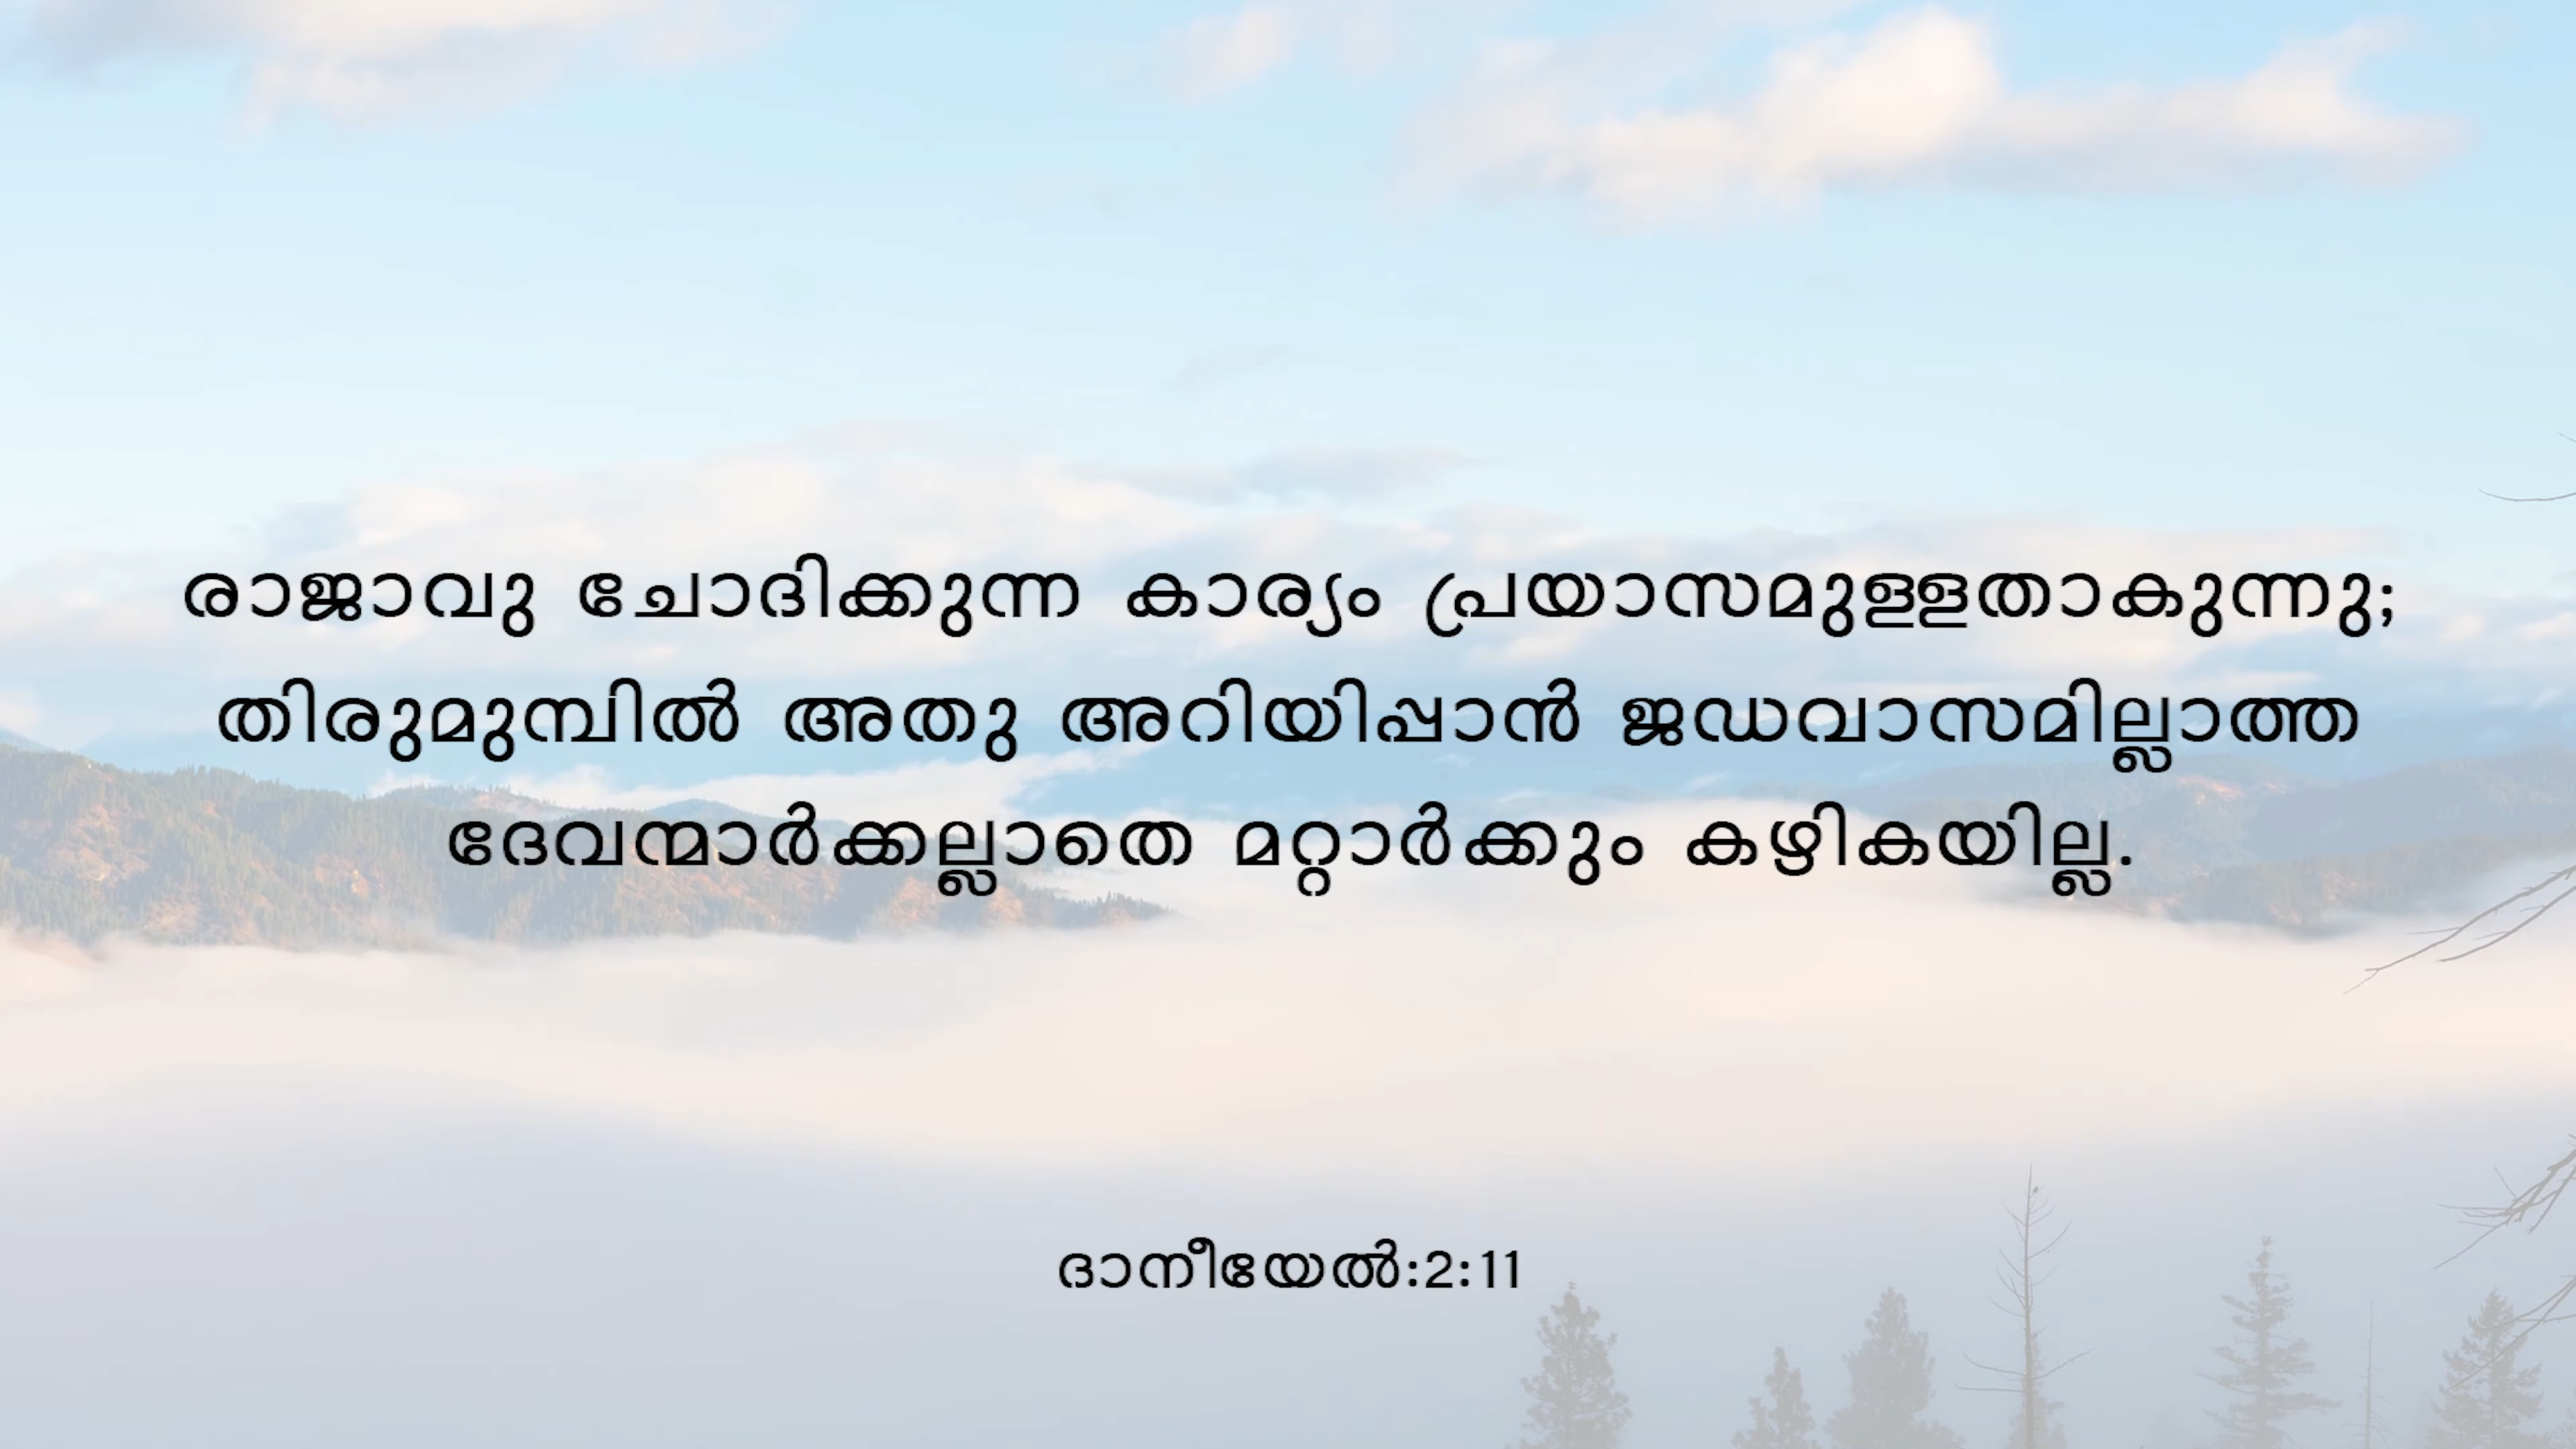 രാജാവു ചോദിക്കുന്ന കാര്യം പ്രയാസമുള്ളതാകുന്നു;
തിരുമുമ്പിൽ അതു അറിയിപ്പാൻ ജഡവാസമില്ലാത്ത
ദേവന്മാർക്കല്ലാതെ മറ്റാർക്കും കഴികയില്ല.
ദാനീയേൽ:2:11